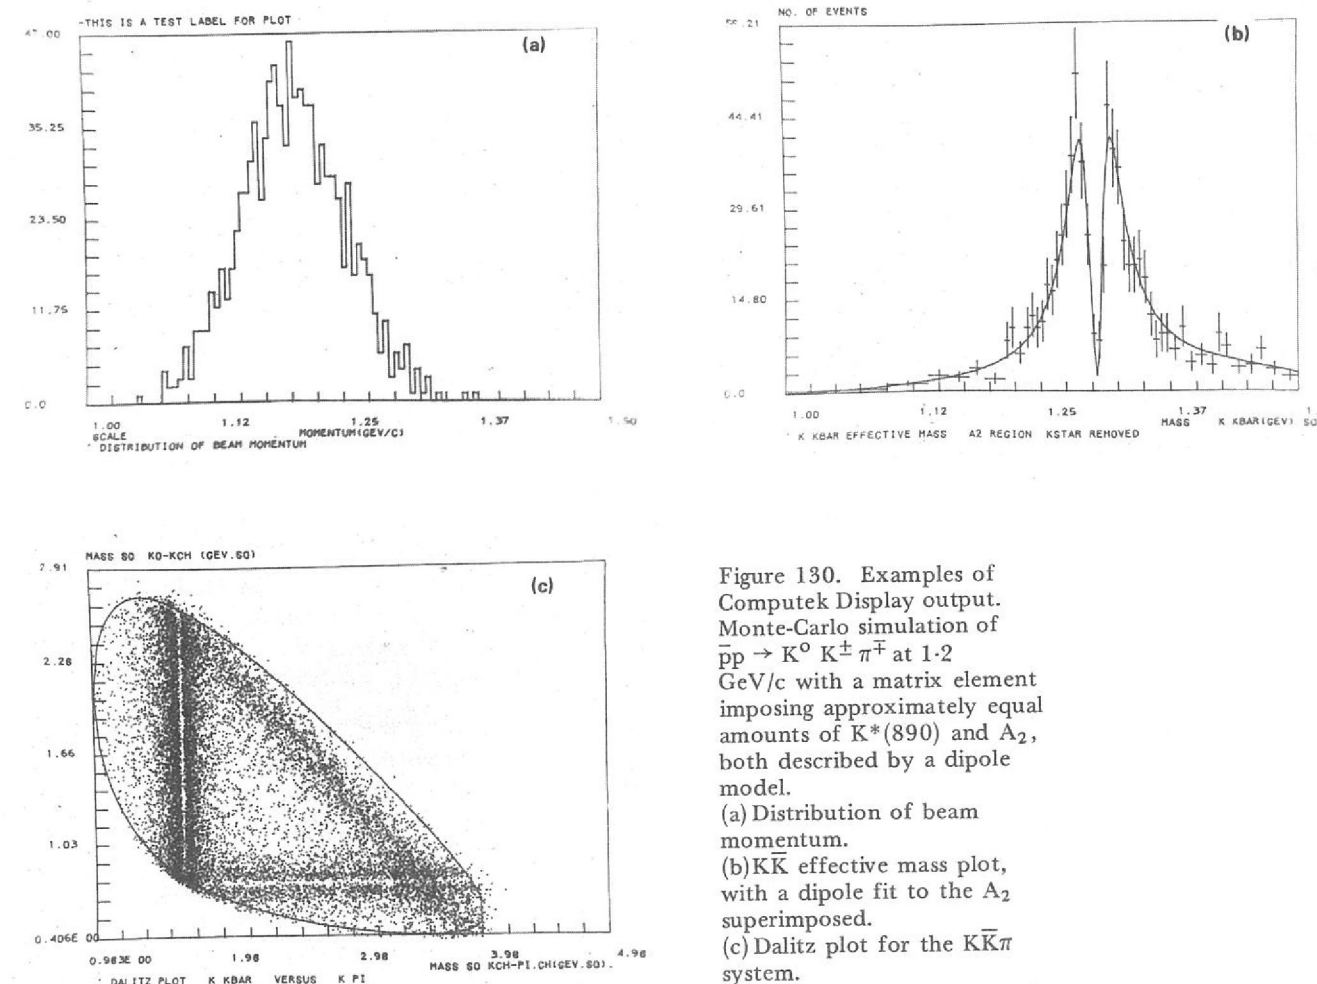 -THIS IS A TEST LABEL FOR PLOT
(a)
35.25
23.50
11.75
0.0
1.00
1.12
1.25
1.37
1.50
SCALE
MOMENTUM(GEV/C)
DISTRIBUTION OF BEAM MOMENTUM
NO. OF EVENTS
(b)
44.41
29.61
14.80
0.0
1.00
1.12
1.25
1.37
MASS K KBAR(GEV) SQ
K KBAR EFFECTIVE MASS A2 REGION KSTAR REMOVED
MASS SQ KO-KCH (GEV.SQ)
(c)
2.91
2.28
1.66
1.03
0.406E 00
0.983E 00
1.98
2.98
3.98
4.98
MASS SQ KCH-PI.CH(GEV.SQ).
DALITZ PLOT K KBAR VERSUS K PI
Figure 130. Examples of
Computek Display output.
Monte-Carlo simulation of
p̄p → K⁰ K± π∓ at 1·2
GeV/c with a matrix element
imposing approximately equal
amounts of K*(890) and A₂,
both described by a dipole
model.
(a) Distribution of beam
momentum.
(b) KK̄ effective mass plot,
with a dipole fit to the A₂
superimposed.
(c) Dalitz plot for the KK̄π
system.